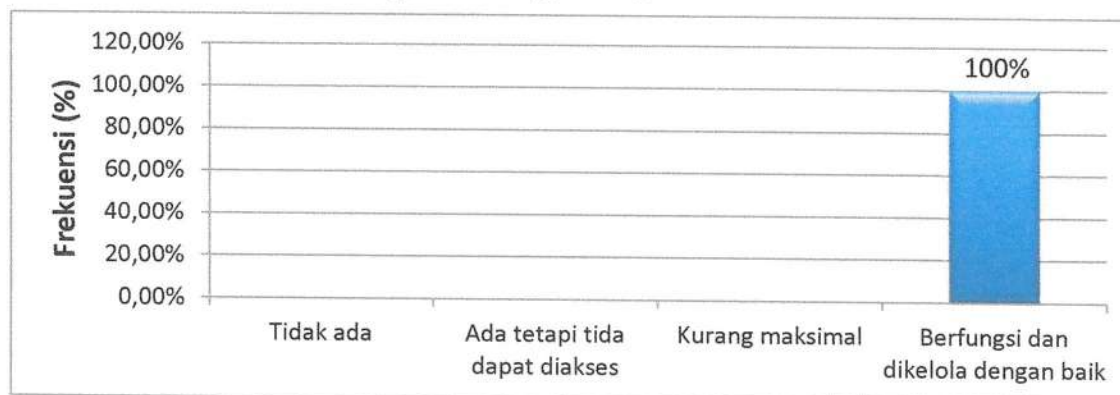 120,00%
100,00%
80,00%
60,00%
40,00%
20,00%
0,00%
Frekuensi (%)
100%
Tidak ada
Ada tetapi tida
dapat diakses
Kurang maksimal
Berfungsi dan
dikelola dengan baik